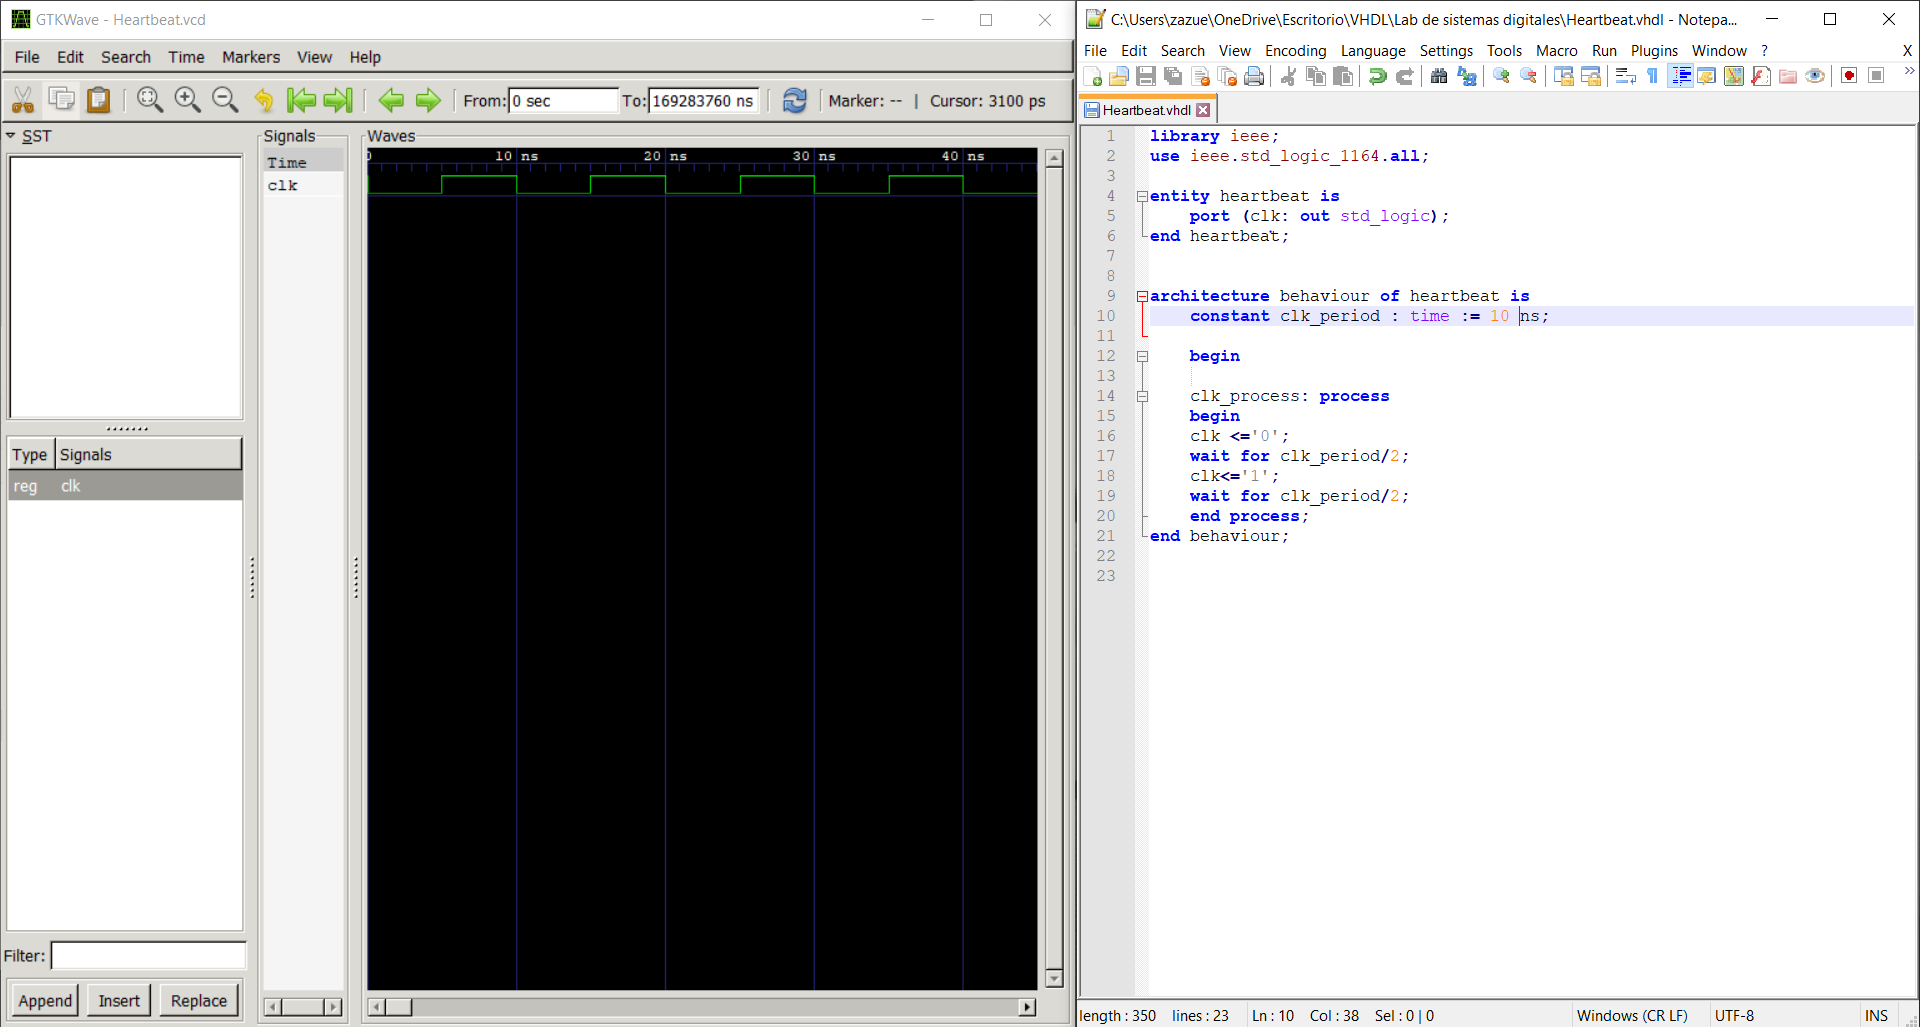 GTKWave - Heartbeat.vcd
File Edit Search Time Markers View Help
From: 0 sec To: 169283760 ns Marker: -- | Cursor: 3100 ps
SST
Type Signals
reg clk
Filter:
Append Insert Replace
Signals
Time
clk
Waves
0 10 ns 20 ns 30 ns 40 ns
C:\Users\zazue\OneDrive\Escritorio\VHDL\Lab de sistemas digitales\Heartbeat.vhdl - Notepa...
File Edit Search View Encoding Language Settings Tools Macro Run Plugins Window ? X
Heartbeat.vhdl
1 library ieee;
2 use ieee.std_logic_1164.all;
3
4 entity heartbeat is
5 port (clk: out std_logic);
6 end heartbeat;
7
8
9 architecture behaviour of heartbeat is
10 constant clk_period : time := 10 ns;
11
12 begin
13
14 clk_process: process
15 begin
16 clk <='0';
17 wait for clk_period/2;
18 clk<='1';
19 wait for clk_period/2;
20 end process;
21 end behaviour;
22
23
length : 350 lines : 23 Ln : 10 Col : 38 Sel : 0 | 0 Windows (CR LF) UTF-8 INS